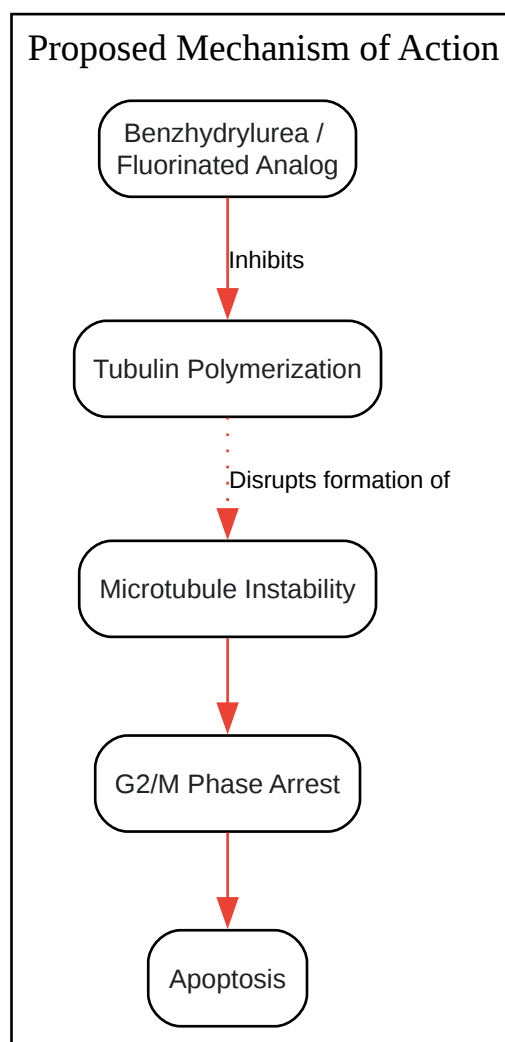 Proposed Mechanism of Action
Benzhydrylurea /
Fluorinated Analog
Inhibits
Tubulin Polymerization
Disrupts formation of
Microtubule Instability
G2/M Phase Arrest
Apoptosis